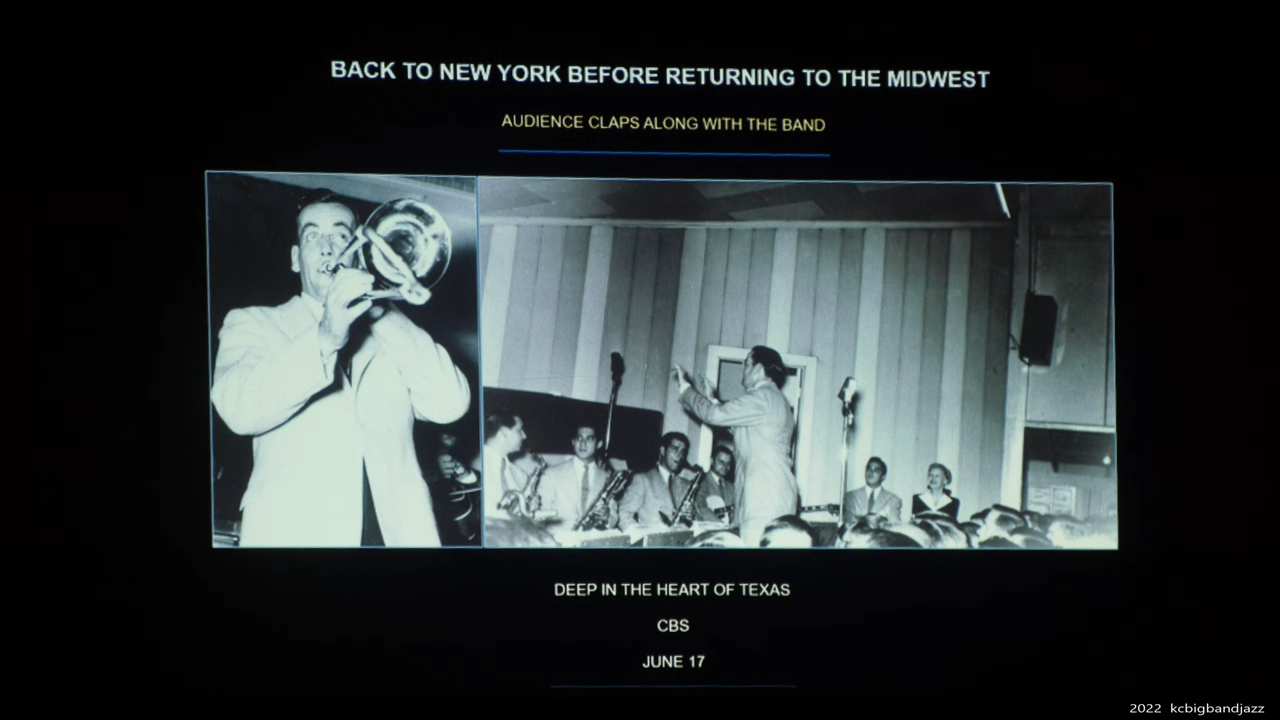 BACK TO NEW YORK BEFORE RETURNING TO THE MIDWEST
AUDIENCE CLAPS ALONG WITH THE BAND
DEEP IN THE HEART OF TEXAS
CBS
JUNE 17
2022 kcbigbandjazz